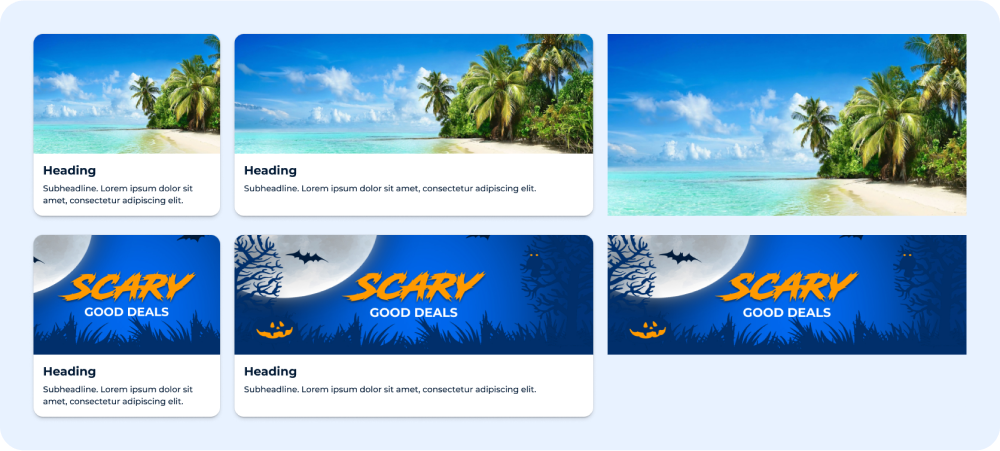 Heading
Subheadline. Lorem ipsum dolor sit
amet, consectetur adipiscing elit.
Heading
Subheadline. Lorem ipsum dolor sit amet, consectetur adipiscing elit.
SCARY
GOOD DEALS
Heading
Subheadline. Lorem ipsum dolor sit
amet, consectetur adipiscing elit.
SCARY
GOOD DEALS
Heading
Subheadline. Lorem ipsum dolor sit amet, consectetur adipiscing elit.
SCARY
GOOD DEALS